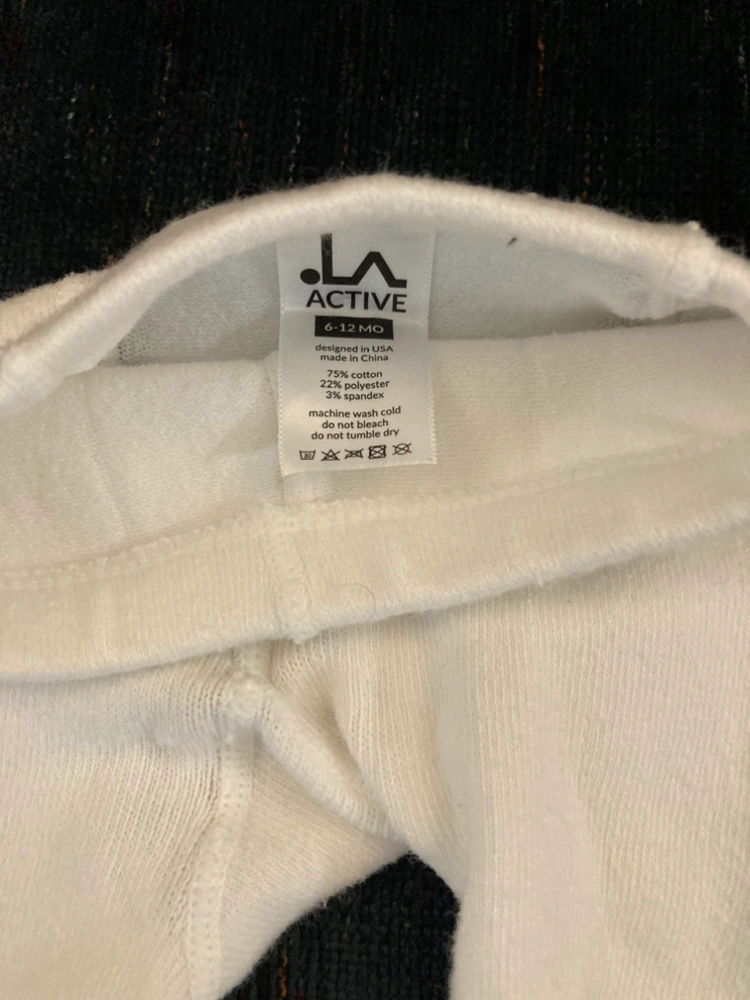 .LA
ACTIVE
6-12 MO
designed in USA
made in China
75% cotton
22% polyester
3% spandex
machine wash cold
do not bleach
do not tumble dry